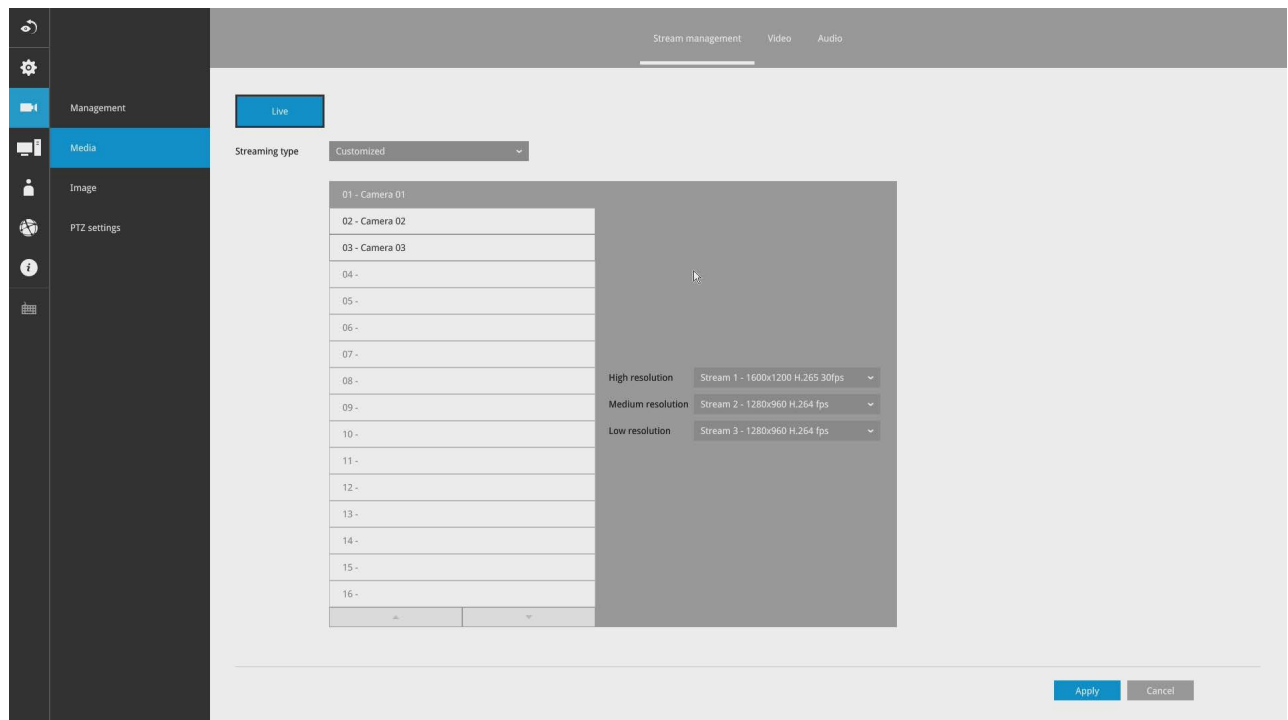 Stream management Video Audio
Management
Media
Image
PTZ settings
Live
Streaming type Customized
01 - Camera 01
02 - Camera 02
03 - Camera 03
04 -
05 -
06 -
07 -
08 -
09 -
10 -
11 -
12 -
13 -
14 -
15 -
16 -
High resolution Stream 1 - 1600x1200 H.265 30fps
Medium resolution Stream 2 - 1280x960 H.264 fps
Low resolution Stream 3 - 1280x960 H.264 fps
Apply Cancel